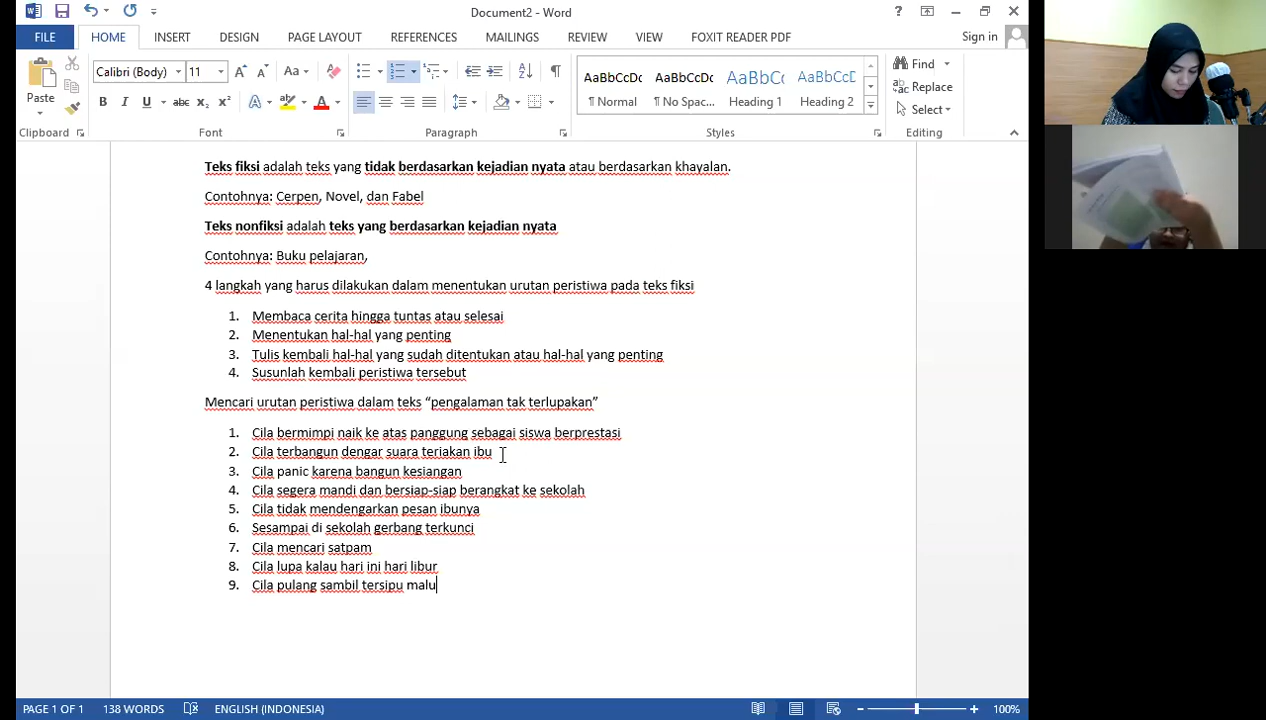 Document2 - Word
FILE HOME INSERT DESIGN PAGE LAYOUT REFERENCES MAILINGS REVIEW VIEW FOXIT READER PDF Sign in
Paste
Calibri (Body) 11
Aa
AaBbCcDc AaBbCcDc AaBbCc AaBbCcD
¶ Normal ¶ No Spac... Heading 1 Heading 2
Find
Replace
Select
Clipboard Font Paragraph Styles Editing
Teks fiksi adalah teks yang tidak berdasarkan kejadian nyata atau berdasarkan khayalan.
Contohnya: Cerpen, Novel, dan Fabel
Teks nonfiksi adalah teks yang berdasarkan kejadian nyata
Contohnya: Buku pelajaran,
4 langkah yang harus dilakukan dalam menentukan urutan peristiwa pada teks fiksi
1. Membaca cerita hingga tuntas atau selesai
2. Menentukan hal-hal yang penting
3. Tulis kembali hal-hal yang sudah ditentukan atau hal-hal yang penting
4. Susunlah kembali peristiwa tersebut
Mencari urutan peristiwa dalam teks “pengalaman tak terlupakan”
1. Cila bermimpi naik ke atas panggung sebagai siswa berprestasi
2. Cila terbangun dengar suara teriakan ibu
3. Cila panic karena bangun kesiangan
4. Cila segera mandi dan bersiap-siap berangkat ke sekolah
5. Cila tidak mendengarkan pesan ibunya
6. Sesampai di sekolah gerbang terkunci
7. Cila mencari satpam
8. Cila lupa kalau hari ini hari libur
9. Cila pulang sambil tersipu malu
PAGE 1 OF 1 138 WORDS ENGLISH (INDONESIA) 100%